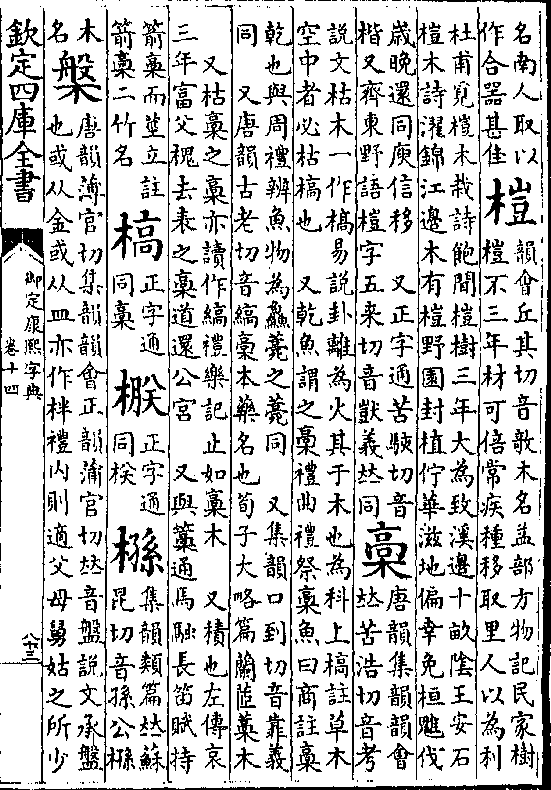 名南人取以
作合器甚佳
榿
韻會丘其切音欹木名益部方物記民家樹
榿不三年材可倍常疾種移取里人以為利
杜甫覓榿木栽詩飽聞榿樹三年大為致溪邊十畝陰王安石
榿木詩濯錦江邊木有榿野園封植佇華滋地偏幸免桓魋伐
歲晚還同庾信移　又正字通苦駭切音
楷又齊東野語榿字五來切音獃義𠀤同
槀
唐韻集韻韻會
𠀤苦浩切音考
說文枯木一作槁易說卦離為火其于木也為科上槁註草木
空中者必枯槁也　又乾魚謂之槀禮曲禮祭槀魚曰商註槀
乾也與周禮辨魚物為鱻薧之薧同　又集韻口到切音靠義
同　又唐韻古老切音縞槀本藥名也荀子大略篇蘭茝槀木
　又枯槀之槀亦讀作縞禮樂記止如槀木　又積也左傳哀
三年富父槐去表之槀道還公宮　又與藁通馬融長笛賦持
箭槀而莖立註
箭槀二竹名
槁
正字通
同槀
正字通
同
槂
集韻類篇𠀤蘇
昆切音孫公槂
木
名
槃
唐韻薄官切集韻韻會正韻蒲官切𠀤音盤說文承盤
也或从金或从皿亦作柈禮內則適父母舅姑之所少
欽定四庫全書
御定康熙字典
卷十四
八十三